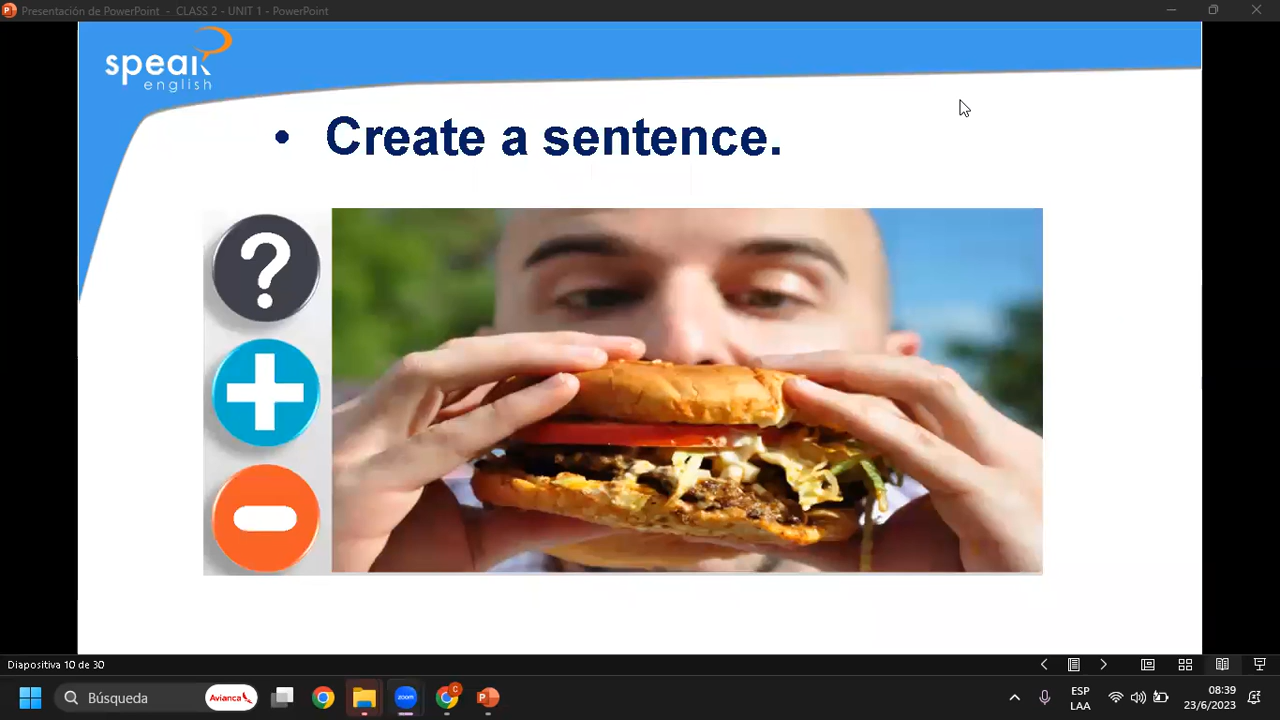 Presentación de PowerPoint - CLASS 2 - UNIT 1 - PowerPoint
speak
english
• Create a sentence.
?
+
-
Diapositiva 10 de 30
Búsqueda
Avianca
zoom
C
ESP
LAA
08:39
23/6/2023